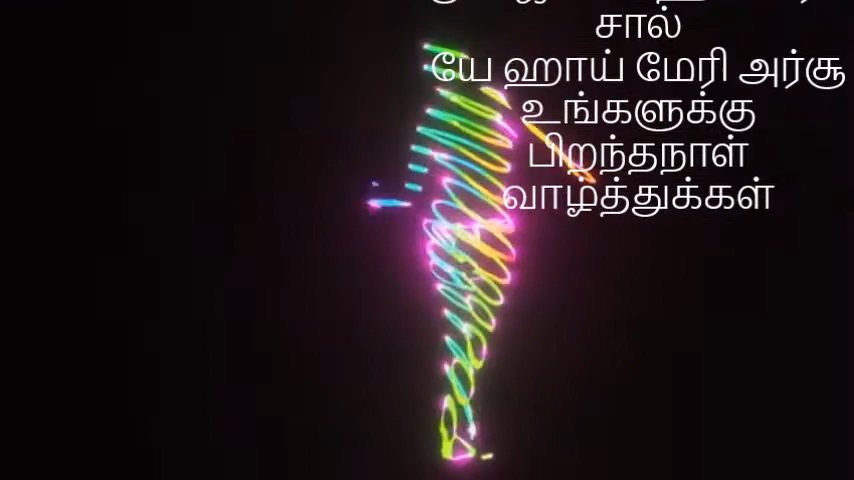 சால்
யே ஹாய் மேரி அர்சூ
உங்களுக்கு
பிறந்தநாள்
வாழ்த்துக்கள்